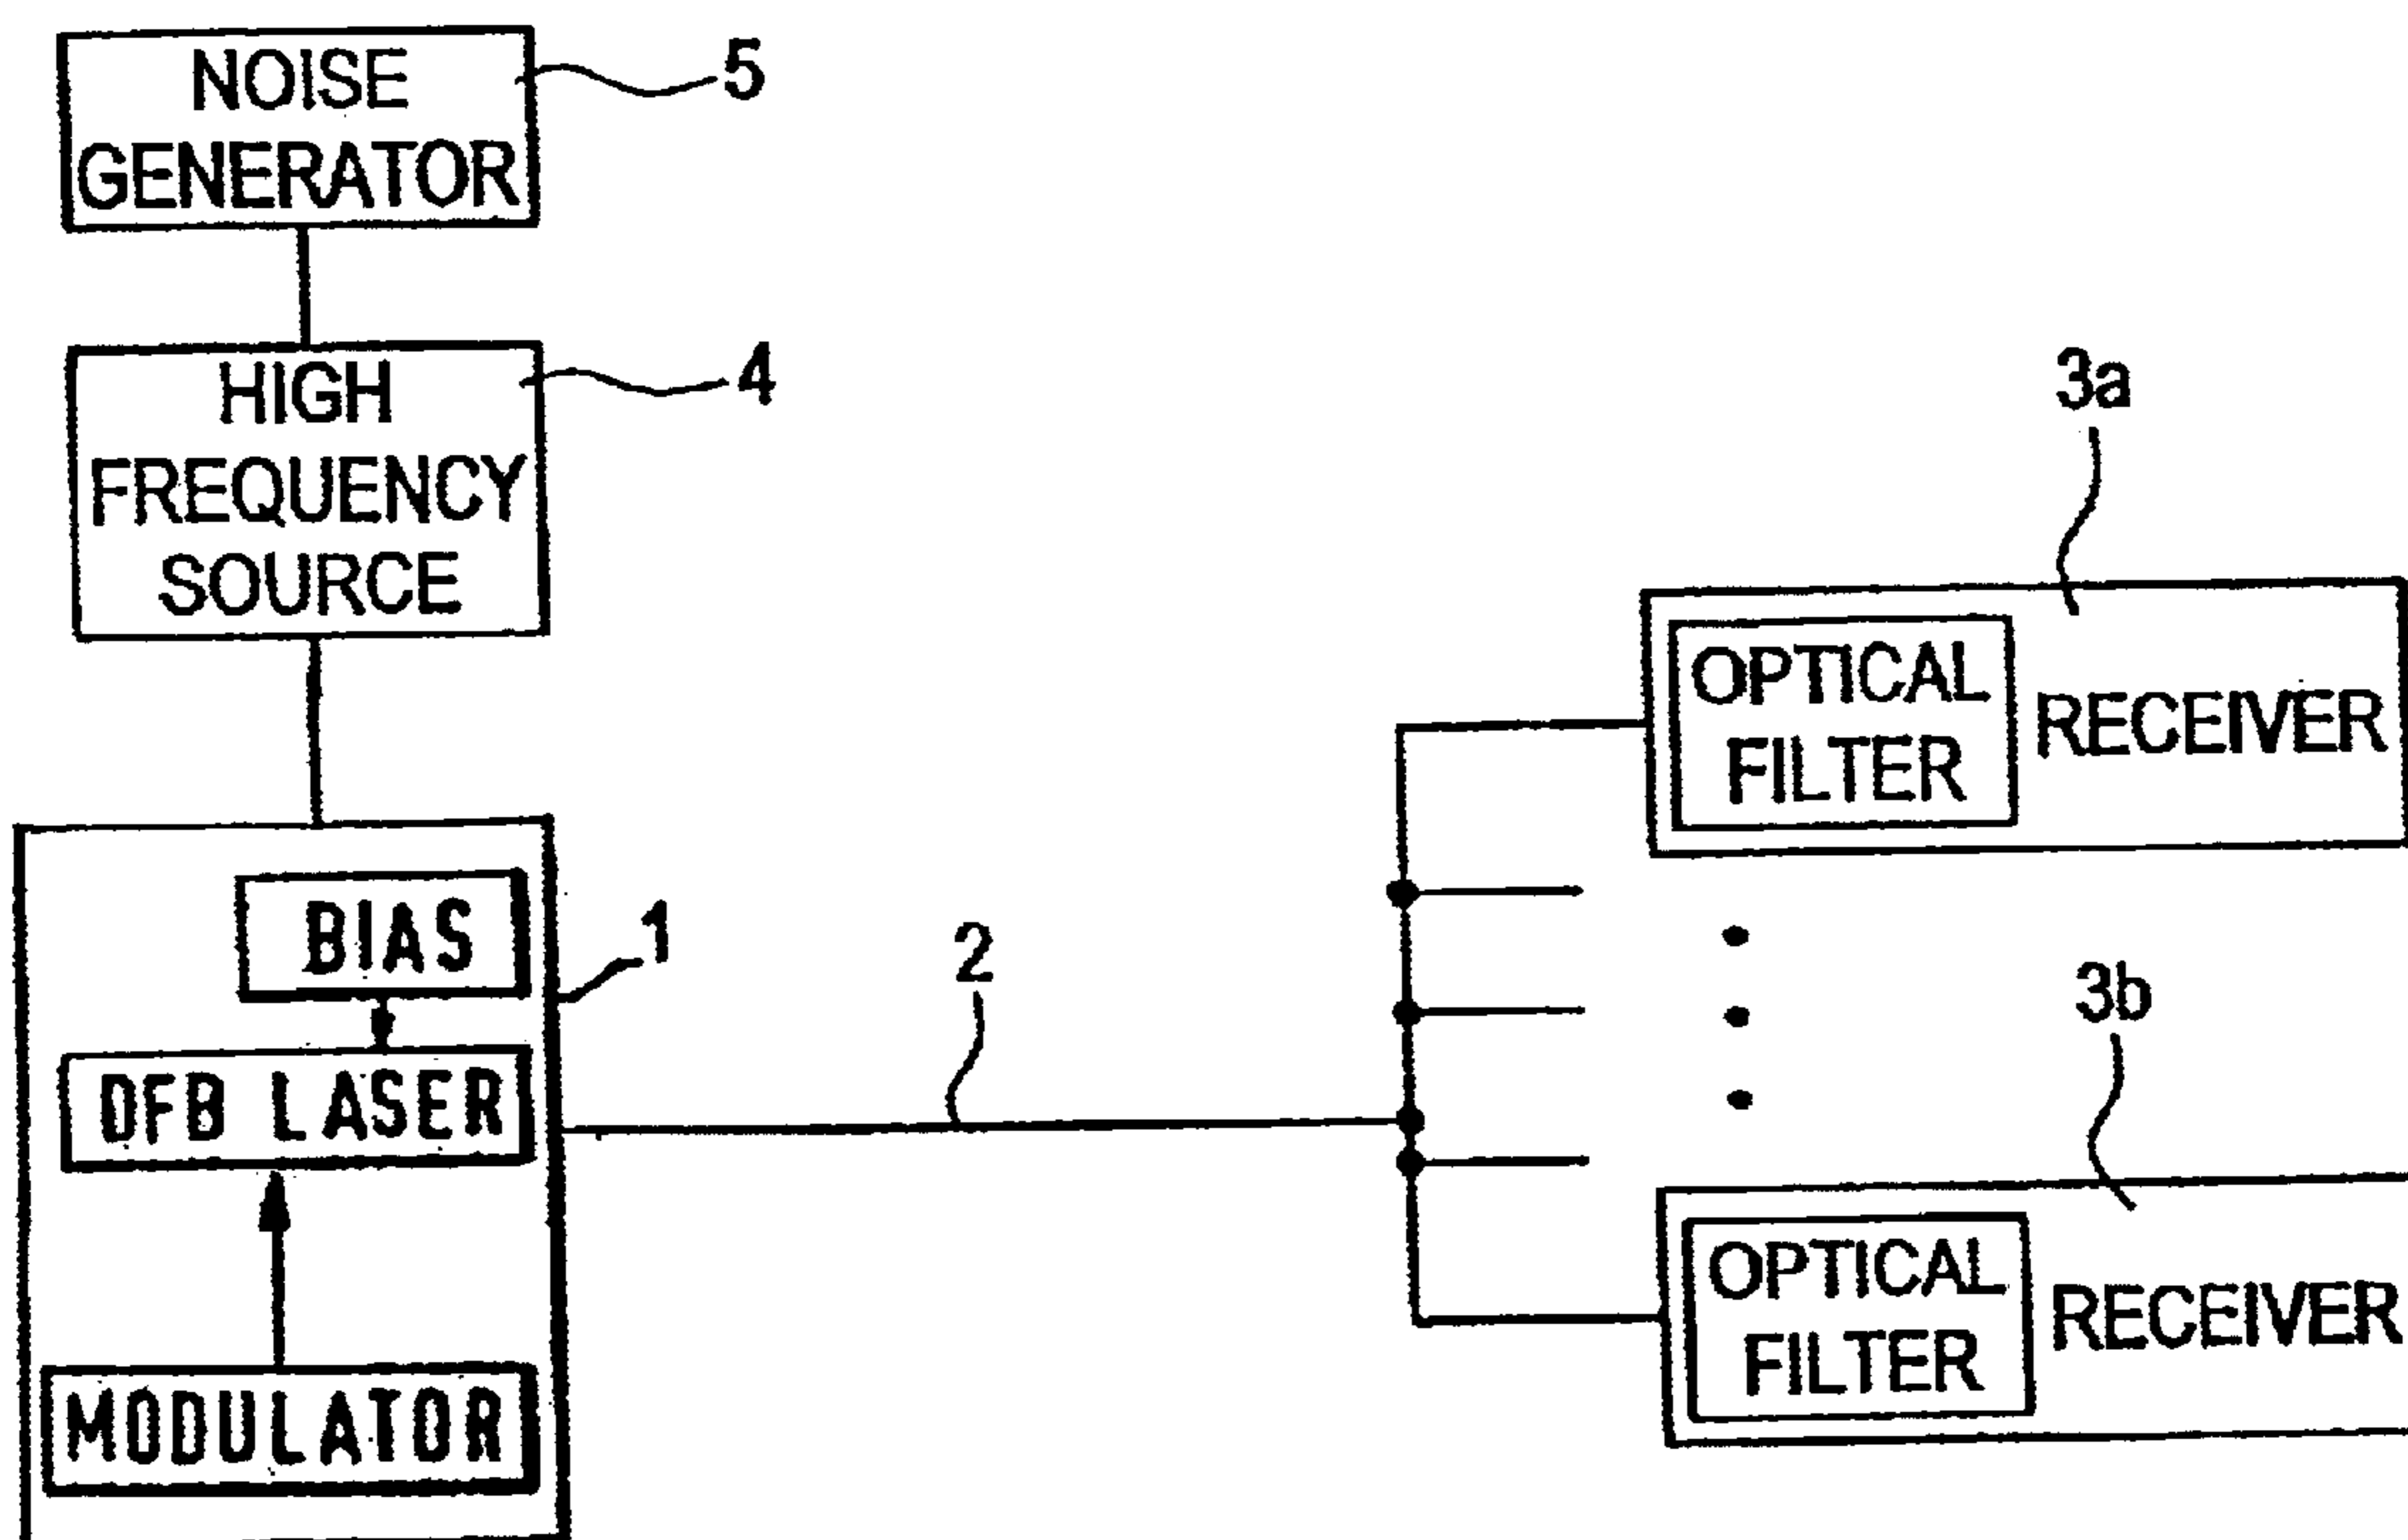 NOISE
GENERATOR
5
HIGH
FREQUENCY
SOURCE
4
BIAS
DFB LASER
MODULATOR
1
2
3a
OPTICAL
FILTER
RECEIVER
3b
OPTICAL
FILTER
RECEIVER